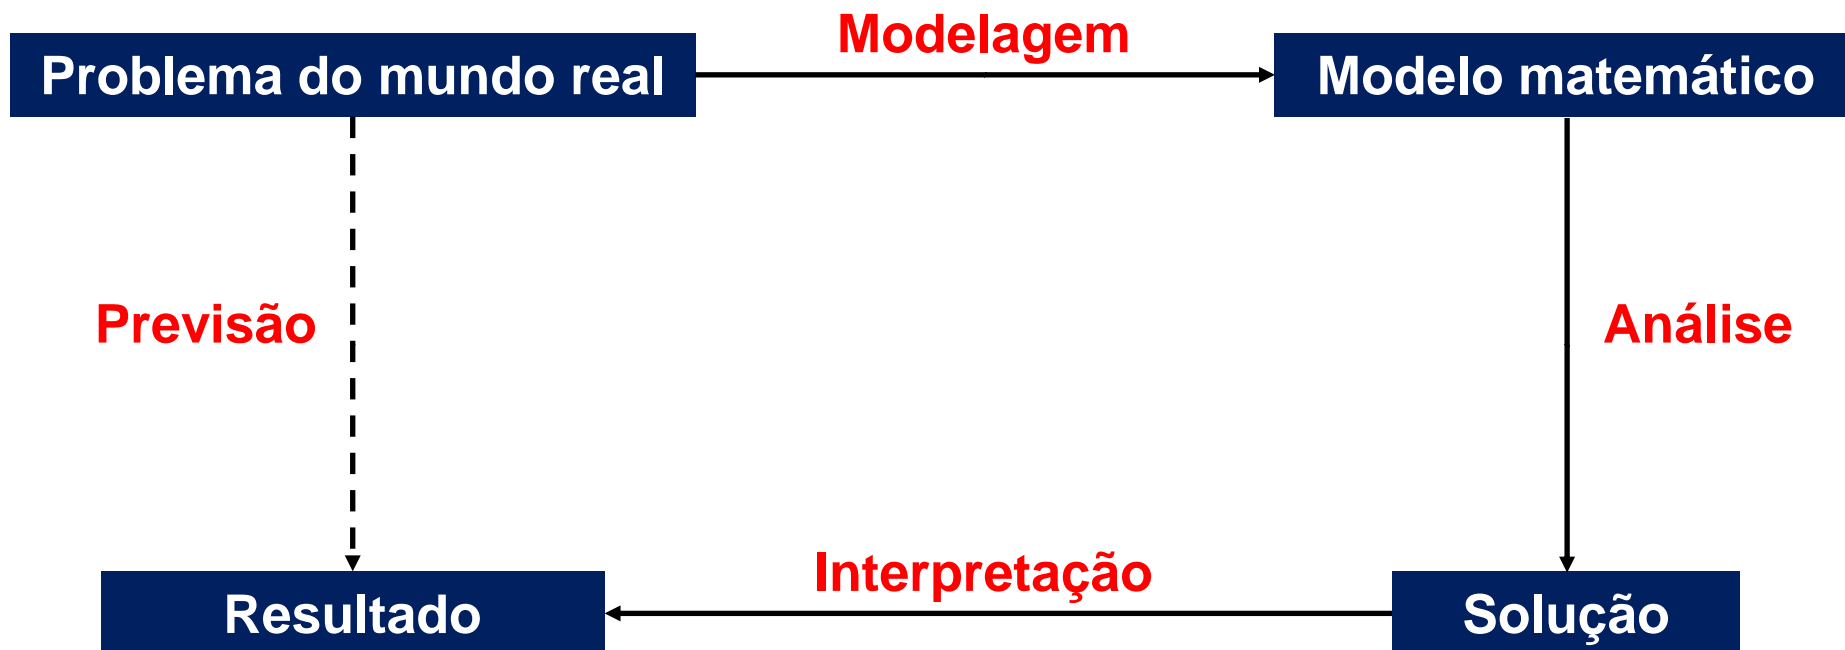 Modelagem
Problema do mundo real
Modelo matemático
Previsão
Análise
Interpretação
Resultado
Solução